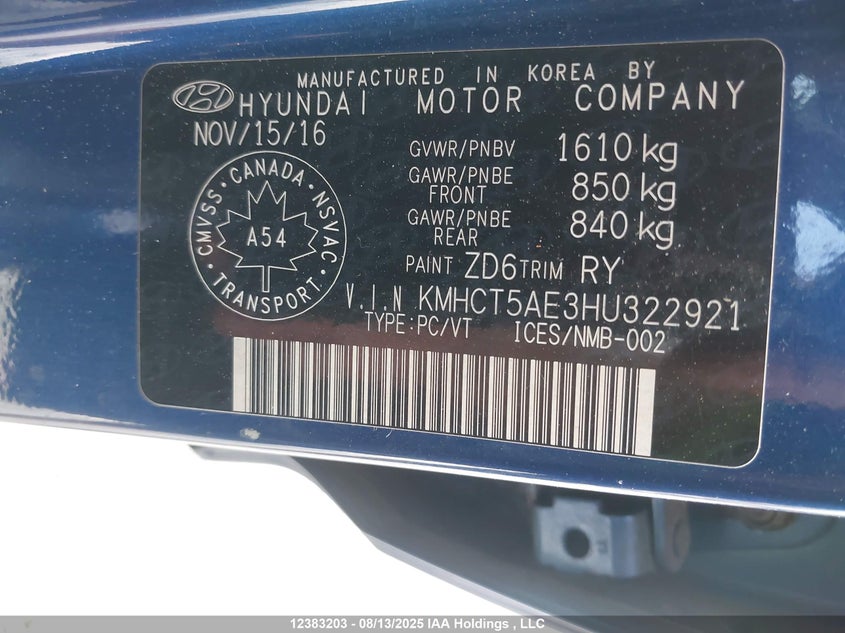 MANUFACTURED IN KOREA BY
HYUNDAI MOTOR COMPANY
NOV/15/16
GVWR/PNBV 1610 kg
GAWR/PNBE FRONT 850 kg
GAWR/PNBE REAR 840 kg
CMVSS · CANADA · NSVAC · TRANSPORT ·
A54
PAINT ZD6 TRIM RY
V.I.N KMHCT5AE3HU322921
TYPE:PC/VT ICES/NMB-002
12383203 - 08/13/2025 IAA Holdings , LLC